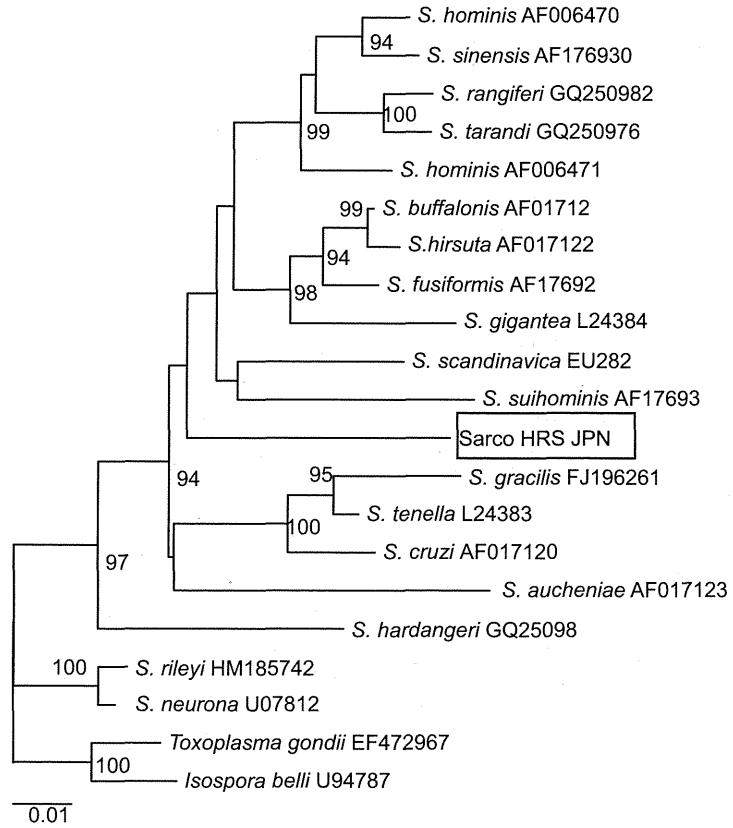 S. hominis AF006470
94
S. sinensis AF176930
S. rangiferi GQ250982
100
S. tarandi GQ250976
99
S. hominis AF006471
99
S. buffalonis AF01712
S.hirsuta AF017122
94
S. fusiformis AF17692
98
S. gigantea L24384
S. scandinavica EU282
S. suihominis AF17693
Sarco HRS JPN
94
95
S. gracilis FJ196261
S. tenella L24383
100
S. cruzi AF017120
97
S. aucheniae AF017123
S. hardangeri GQ25098
100
S. rileyi HM185742
S. neurona U07812
Toxoplasma gondii EF472967
100
Isospora belli U94787
0.01